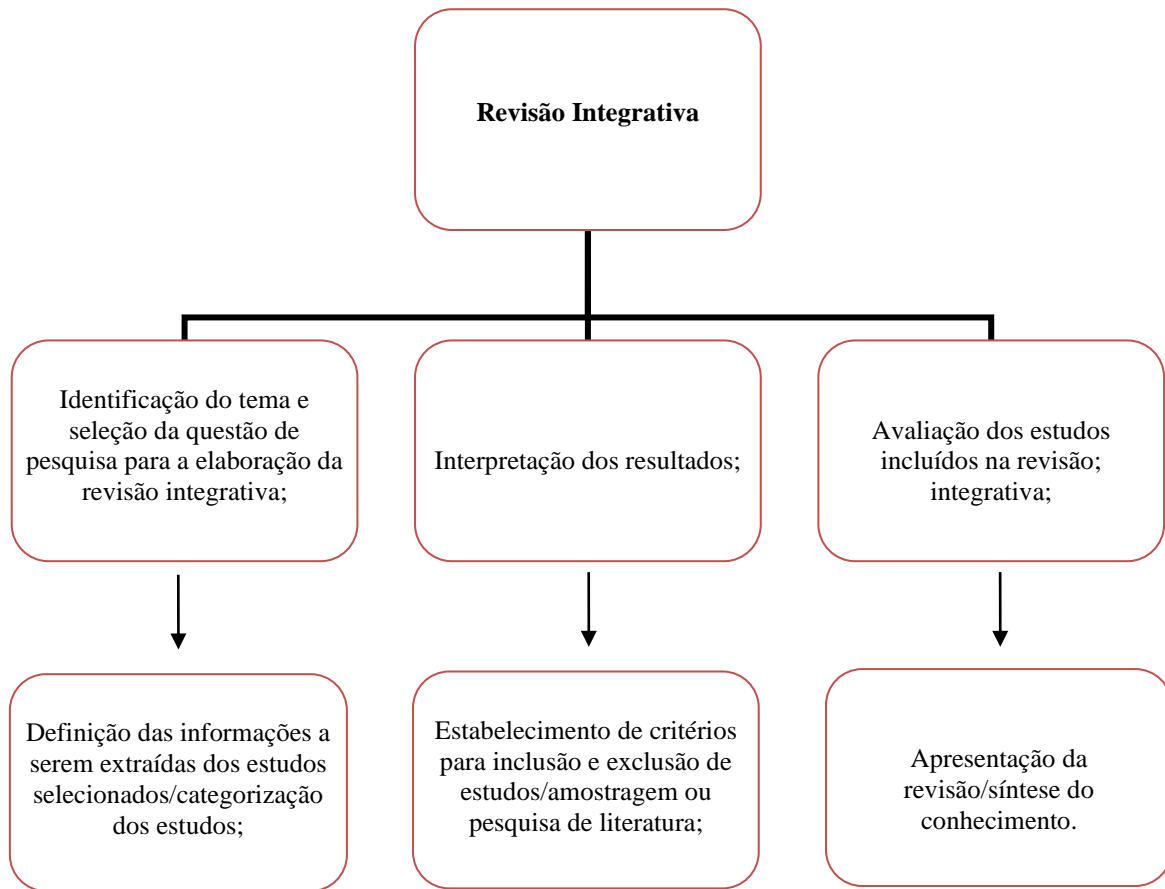 Revisão Integrativa
Identificação do tema e
seleção da questão de
pesquisa para a elaboração da
revisão integrativa;
Interpretação dos resultados;
Avaliação dos estudos
incluídos na revisão;
integrativa;
Definição das informações a
serem extraídas dos estudos
selecionados/categorização
dos estudos;
Estabelecimento de critérios
para inclusão e exclusão de
estudos/amostragem ou
pesquisa de literatura;
Apresentação da
revisão/síntese do
conhecimento.